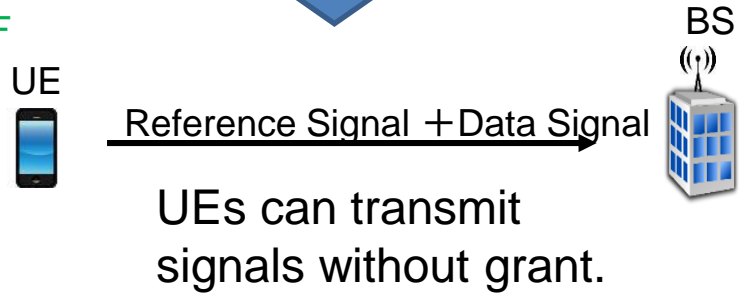 F
BS
UE
Reference Signal ＋Data Signal
UEs can transmit
signals without grant.